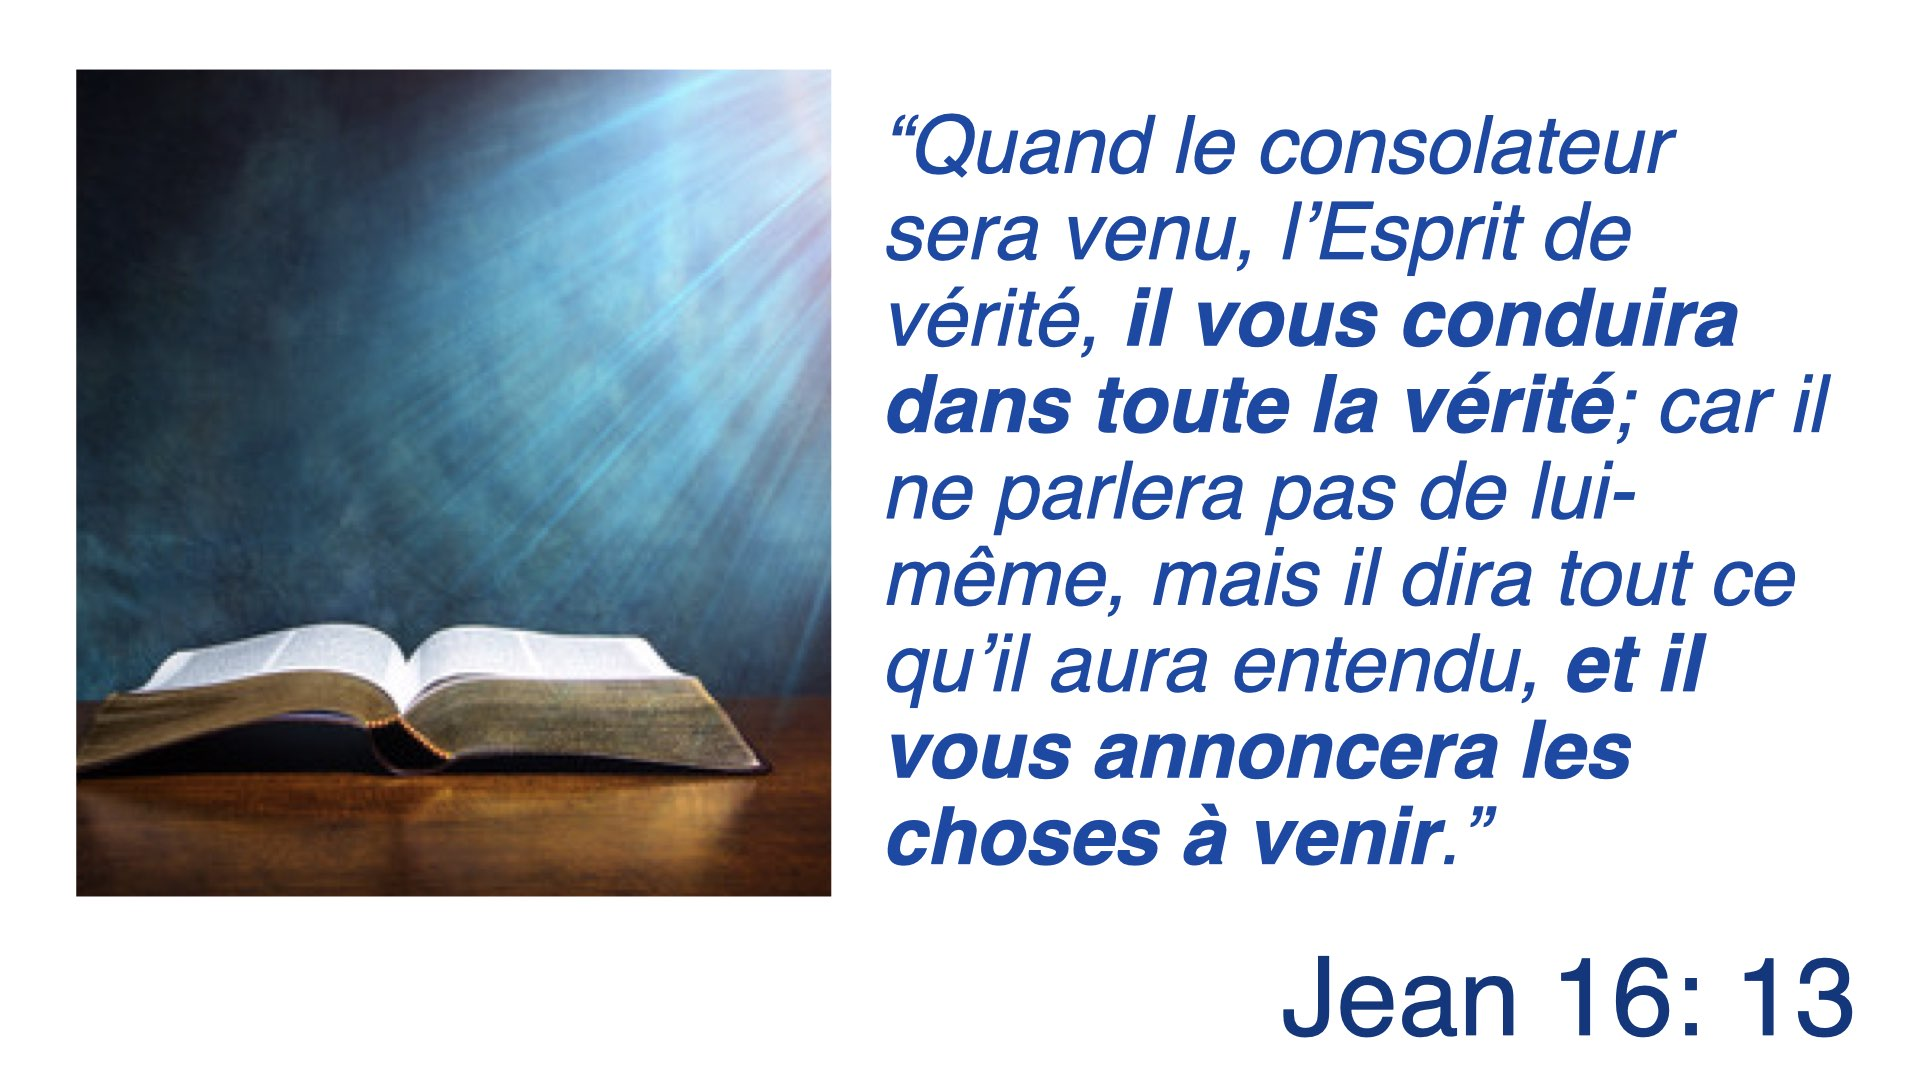 “Quand le consolateur
sera venu, l’Esprit de
vérité, il vous conduira
dans toute la vérité; car il
ne parlera pas de lui-
même, mais il dira tout ce
qu’il aura entendu, et il
vous annoncera les
choses à venir.”
Jean 16: 13